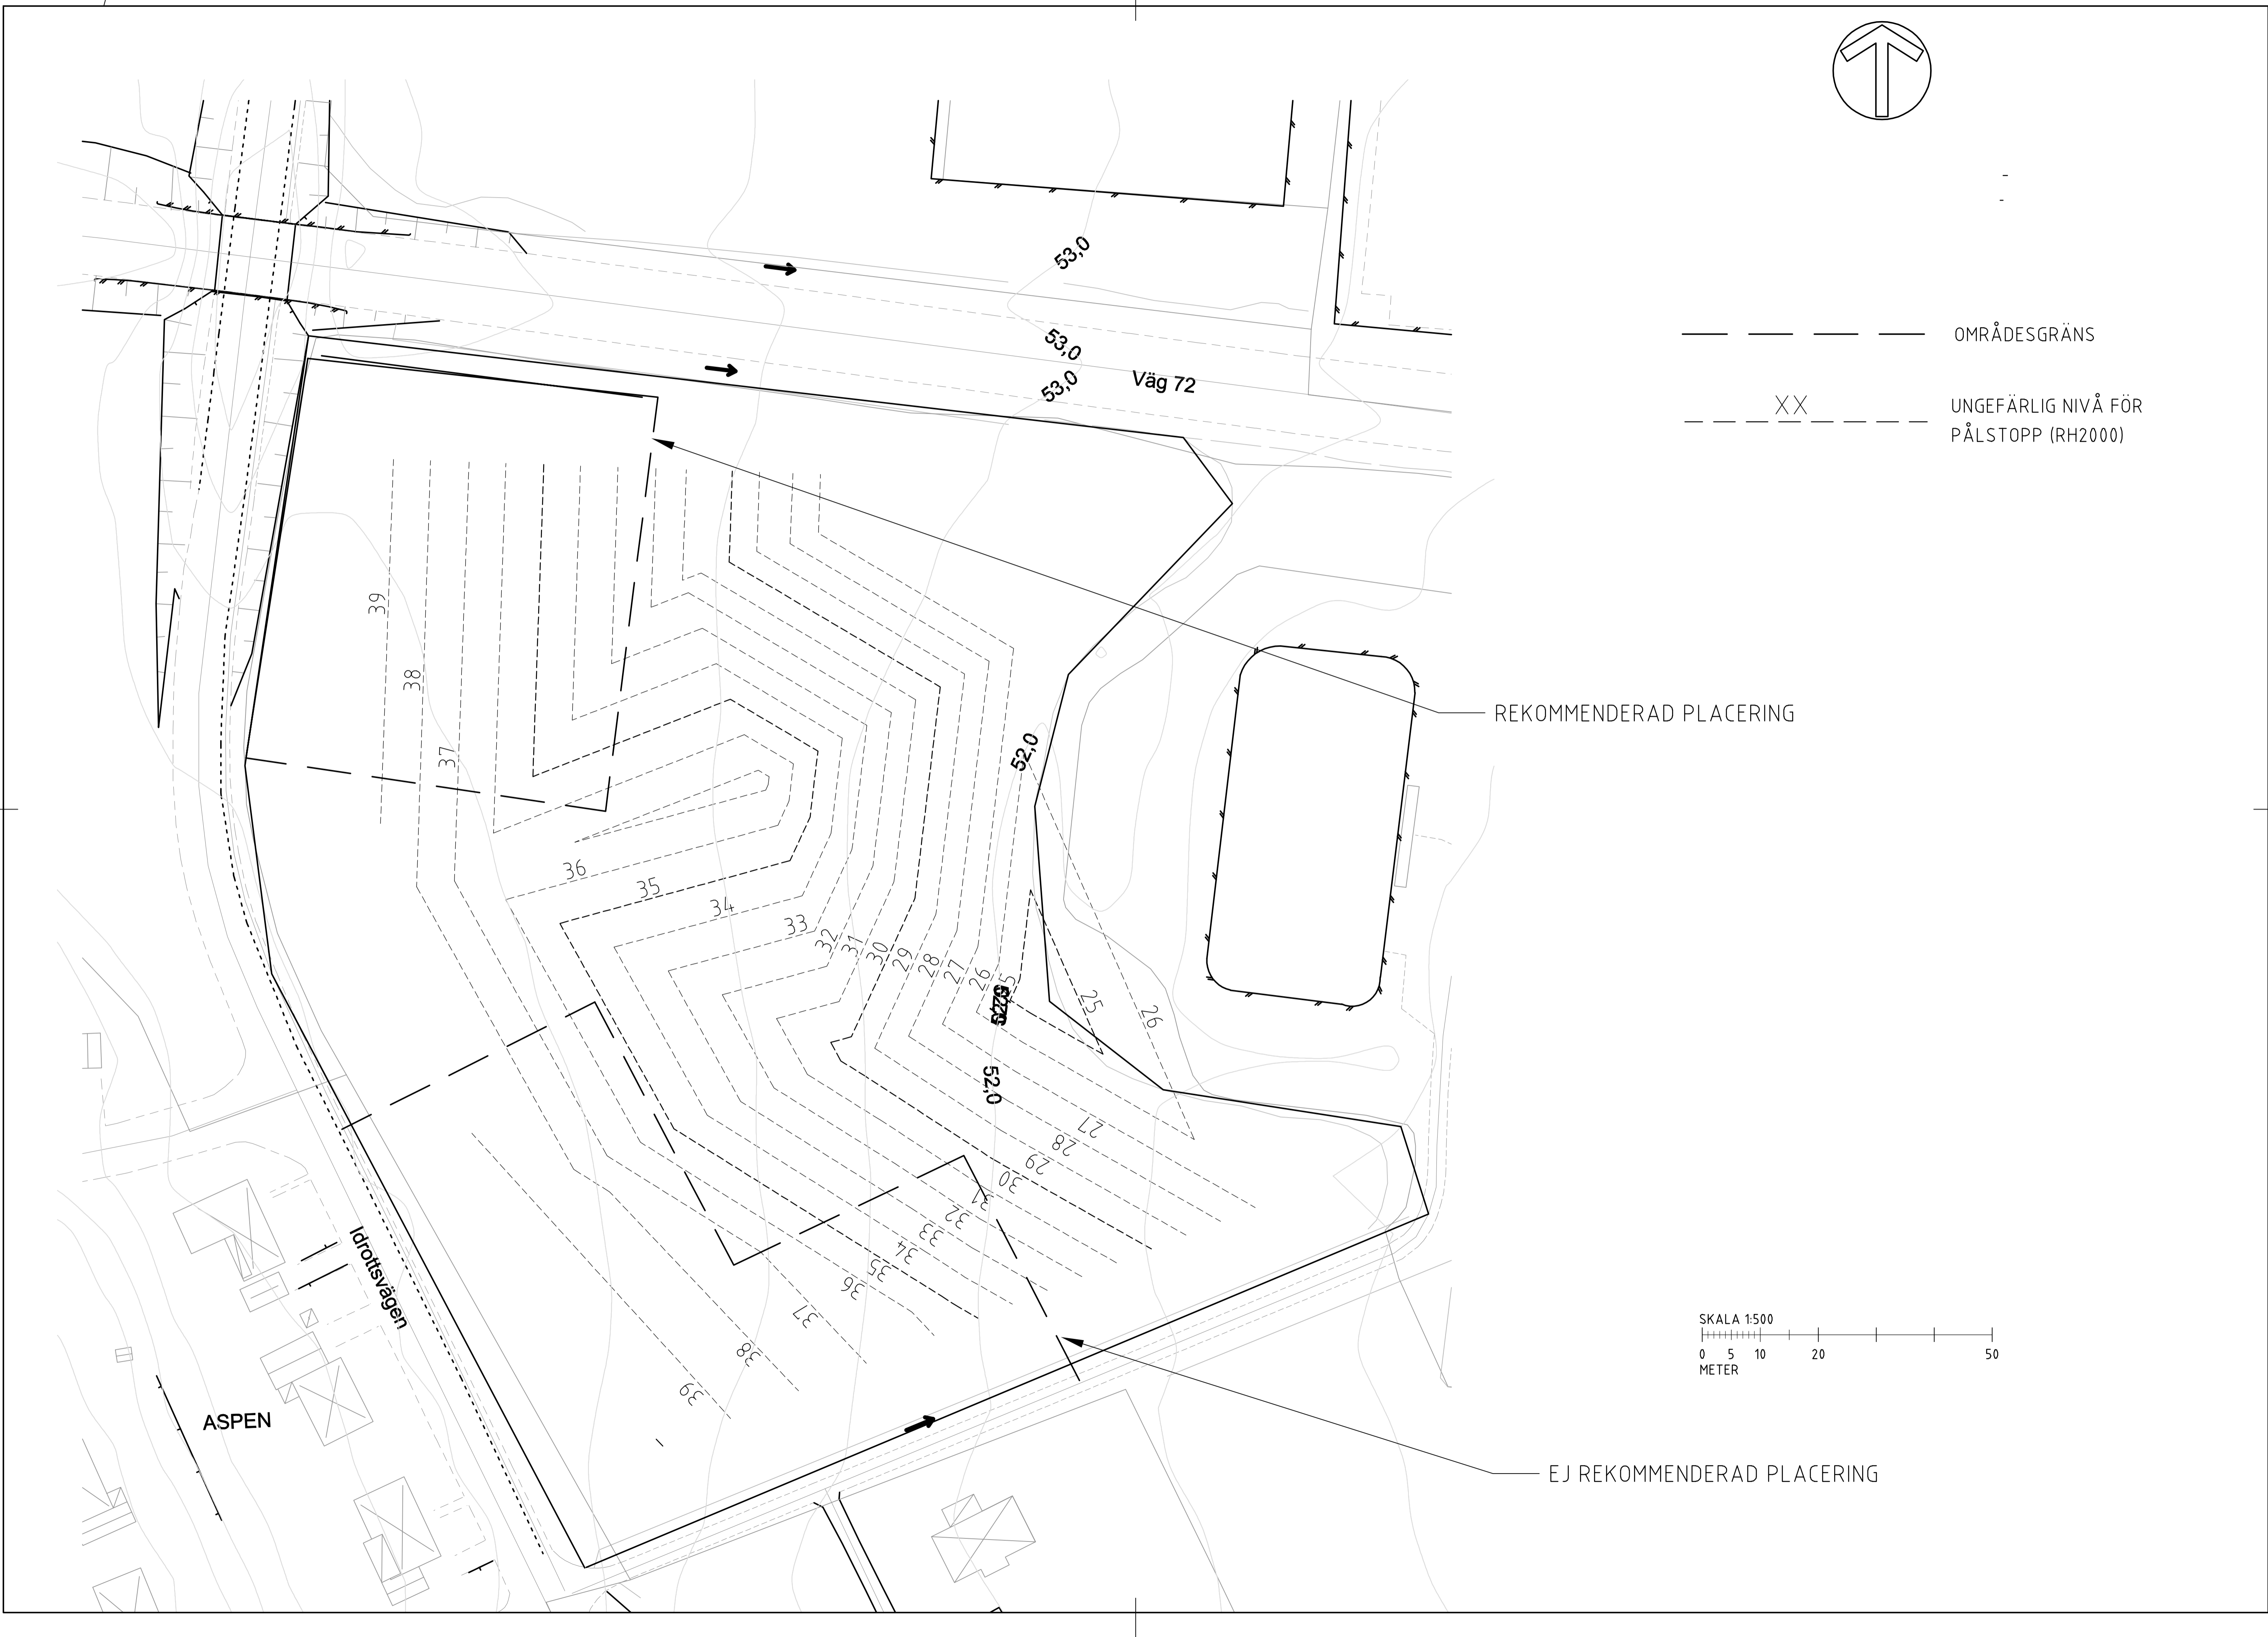 53,0
53,0
53,0
Väg 72
OMRÅDESGRÄNS
XX
UNGEFÄRLIG NIVÅ FÖR
PÅLSTOPP (RH2000)
39
38
37
REKOMMENDERAD PLACERING
52,0
36
35
34
33
32
31
30
29
28
27
26
25
26
52,0
27
28
29
30
31
32
33
34
35
36
37
38
39
Idrottsvägen
ASPEN
SKALA 1:500
0 5 10 20 50
METER
EJ REKOMMENDERAD PLACERING